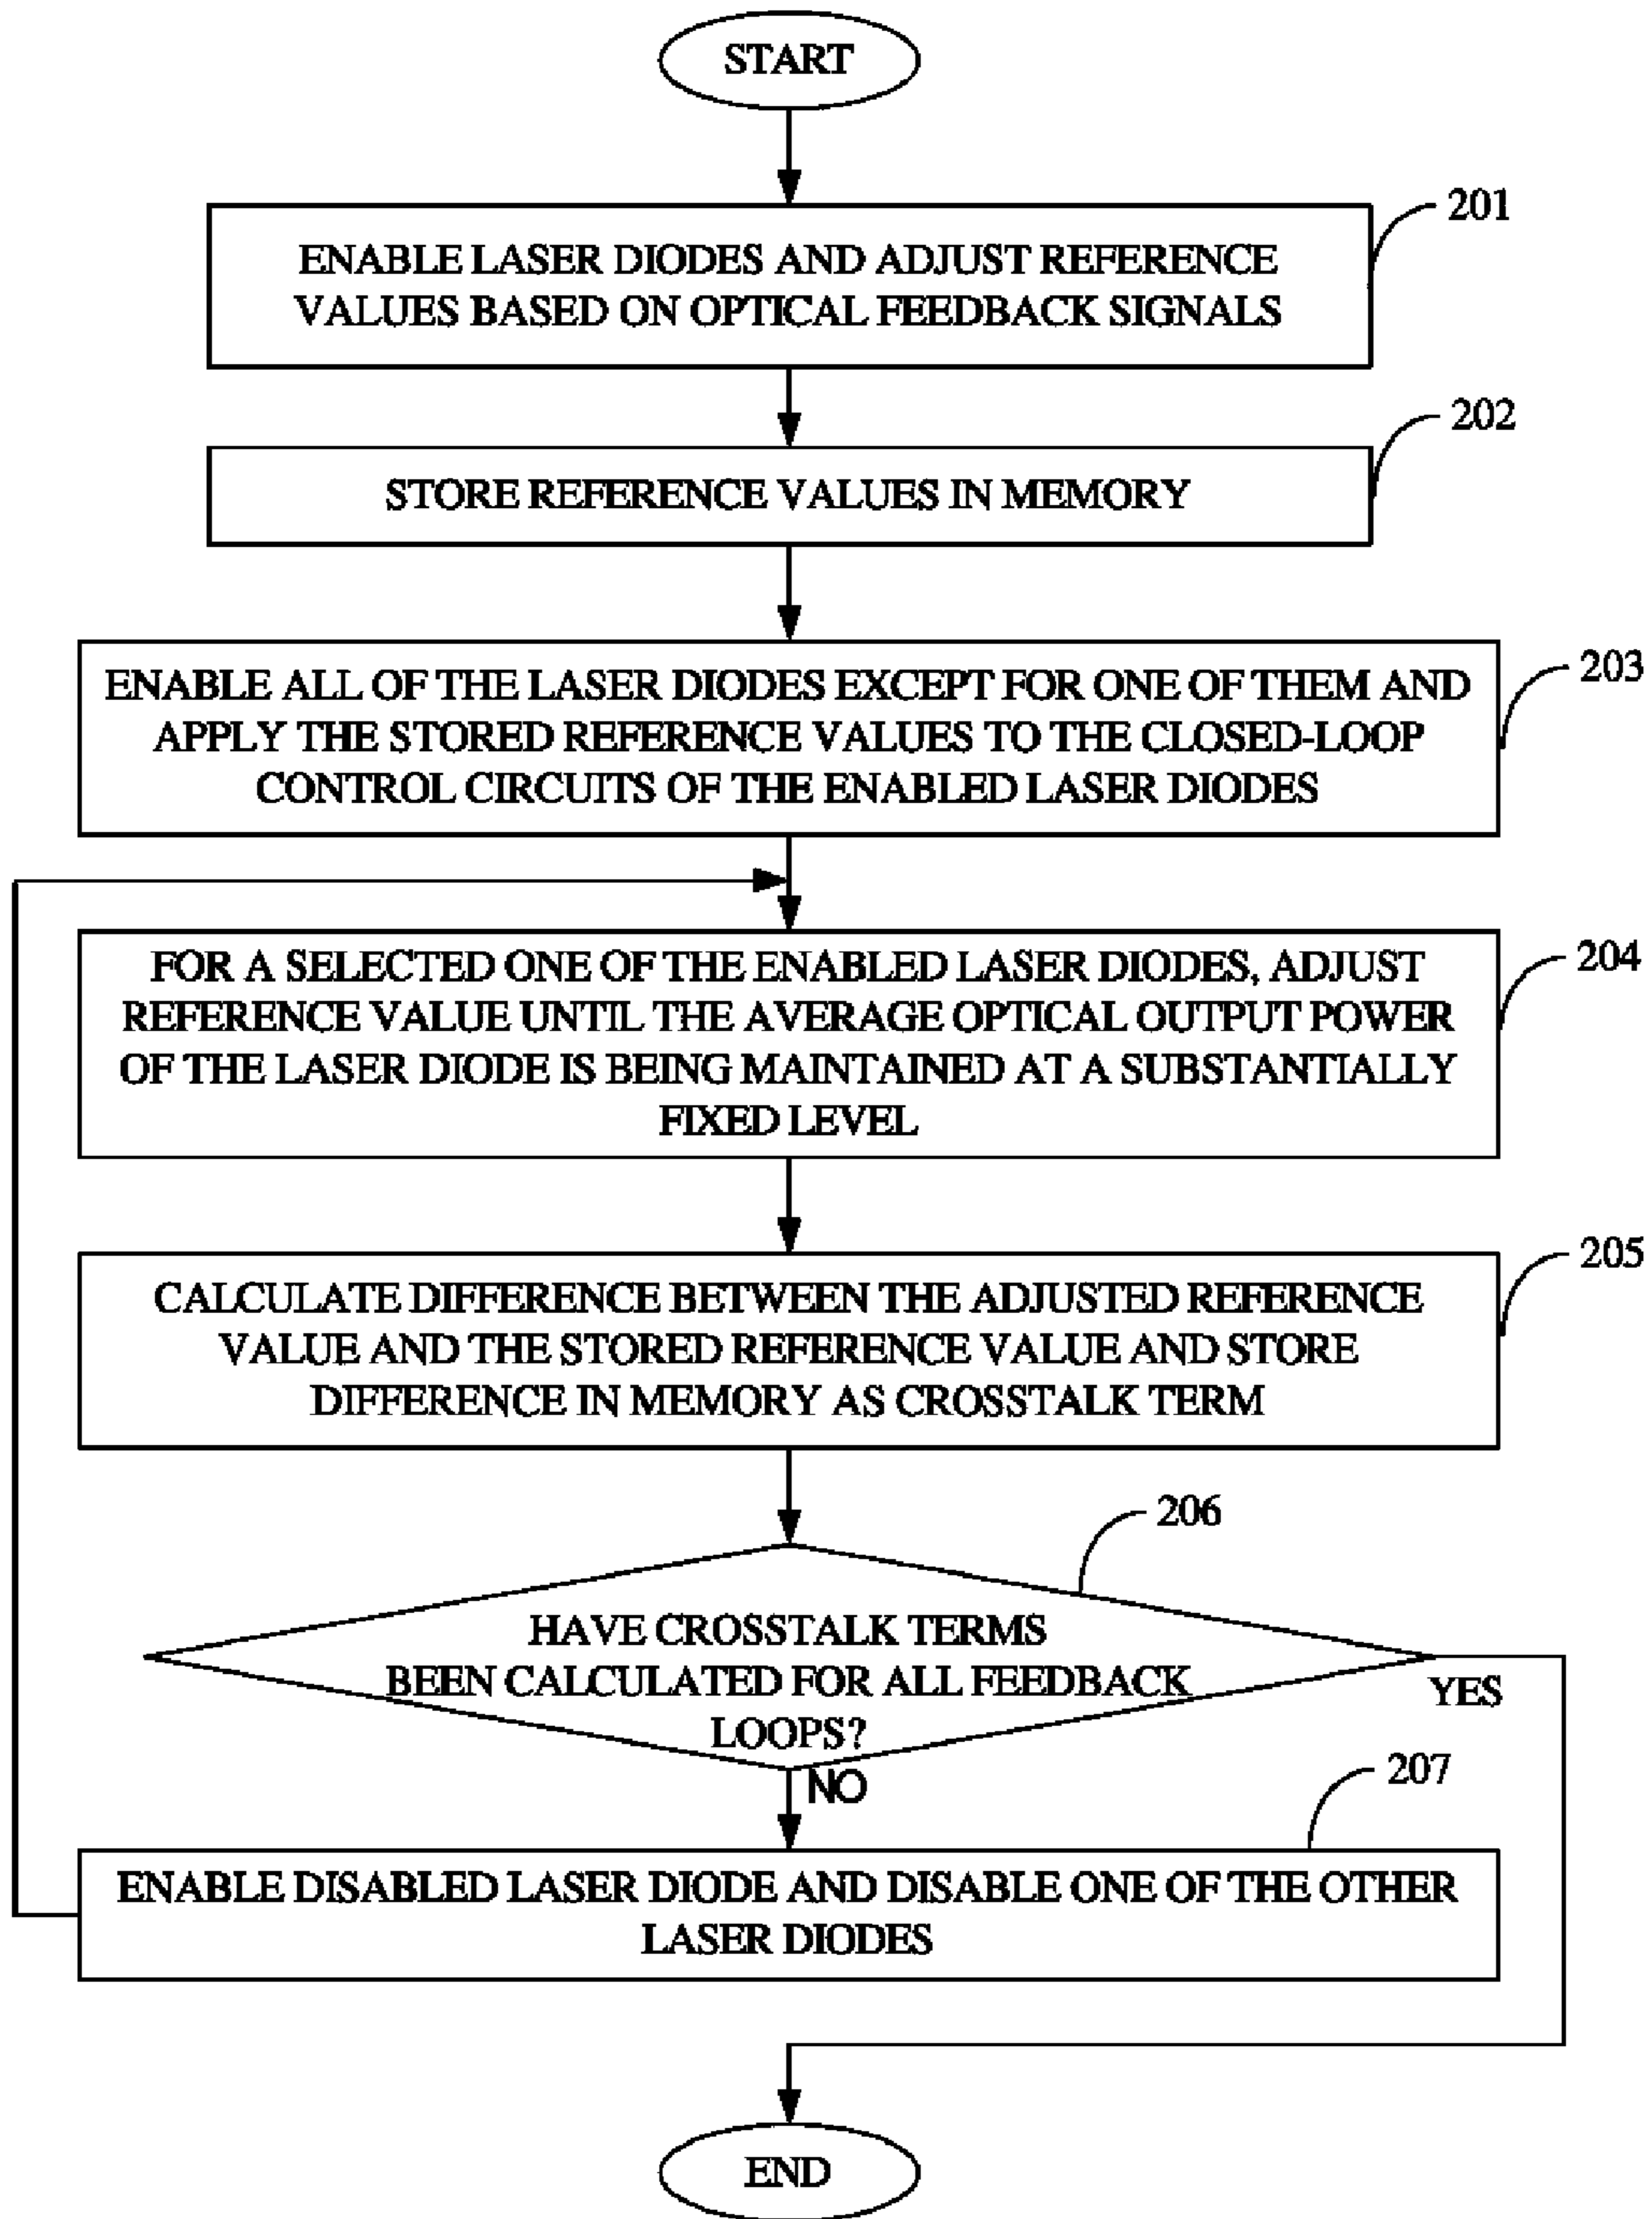 START
201
ENABLE LASER DIODES AND ADJUST REFERENCE
VALUES BASED ON OPTICAL FEEDBACK SIGNALS
202
STORE REFERENCE VALUES IN MEMORY
203
ENABLE ALL OF THE LASER DIODES EXCEPT FOR ONE OF THEM AND
APPLY THE STORED REFERENCE VALUES TO THE CLOSED-LOOP
CONTROL CIRCUITS OF THE ENABLED LASER DIODES
204
FOR A SELECTED ONE OF THE ENABLED LASER DIODES, ADJUST
REFERENCE VALUE UNTIL THE AVERAGE OPTICAL OUTPUT POWER
OF THE LASER DIODE IS BEING MAINTAINED AT A SUBSTANTIALLY
FIXED LEVEL
205
CALCULATE DIFFERENCE BETWEEN THE ADJUSTED REFERENCE
VALUE AND THE STORED REFERENCE VALUE AND STORE
DIFFERENCE IN MEMORY AS CROSSTALK TERM
206
HAVE CROSSTALK TERMS
BEEN CALCULATED FOR ALL FEEDBACK
LOOPS?
YES
NO
207
ENABLE DISABLED LASER DIODE AND DISABLE ONE OF THE OTHER
LASER DIODES
END